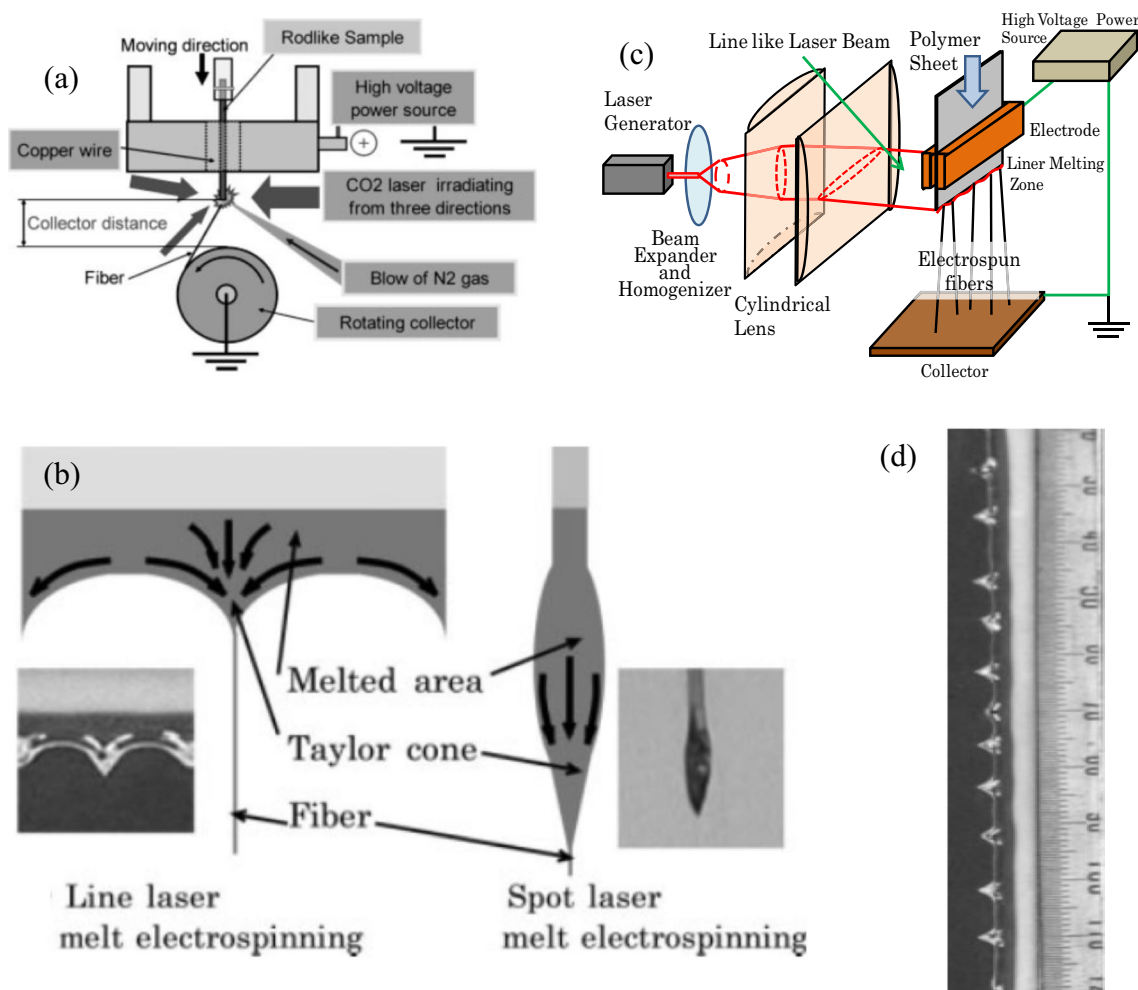 (a)
Moving direction
Rodlike Sample
High voltage
power source
Copper wire
CO2 laser irradiating
from three directions
Collector distance
Fiber
Blow of N2 gas
Rotating collector
(c)
Line like Laser Beam
Polymer
Sheet
High Voltage Power
Source
Laser
Generator
Electrode
Liner Melting
Zone
Beam
Expander
and
Homogenizer
Cylindrical
Lens
Electrospun
fibers
Collector
(b)
Melted area
Taylor cone
Fiber
Line laser
melt electrospinning
Spot laser
melt electrospinning
(d)